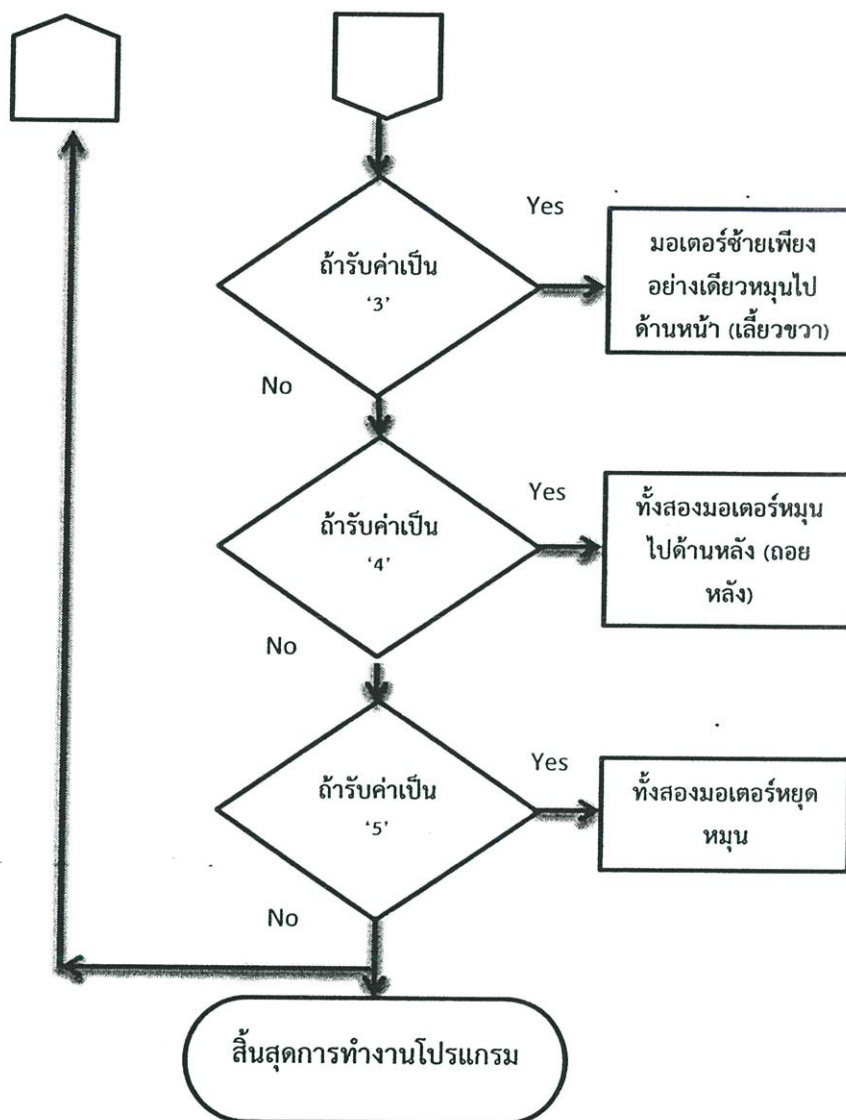 Yes
ถ้ารับค่าเป็น
‘3’
มอเตอร์ซ้ายเพียง
อย่างเดียวหมุนไป
ด้านหน้า (เลี้ยวขวา)
No
Yes
ถ้ารับค่าเป็น
‘4’
ทั้งสองมอเตอร์หมุน
ไปด้านหลัง (ถอย
หลัง)
No
Yes
ถ้ารับค่าเป็น
‘5’
ทั้งสองมอเตอร์หยุด
หมุน
No
สิ้นสุดการทำงานโปรแกรม